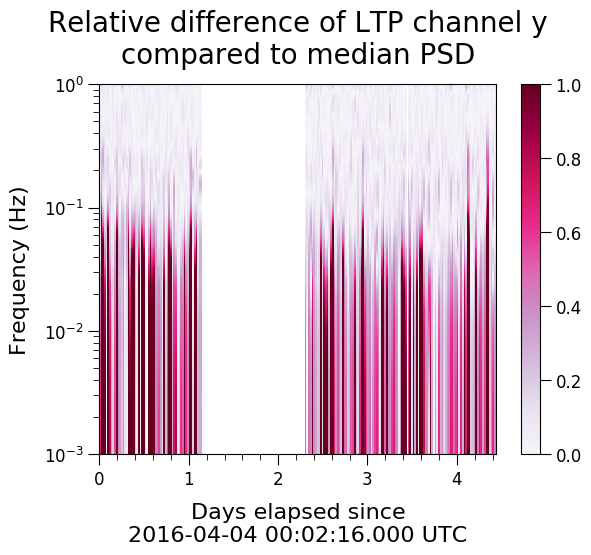 Relative difference of LTP channel y
compared to median PSD
10⁰
10⁻¹
10⁻²
10⁻³
Frequency (Hz)
0 1 2 3 4
Days elapsed since
2016-04-04 00:02:16.000 UTC
1.0
0.8
0.6
0.4
0.2
0.0